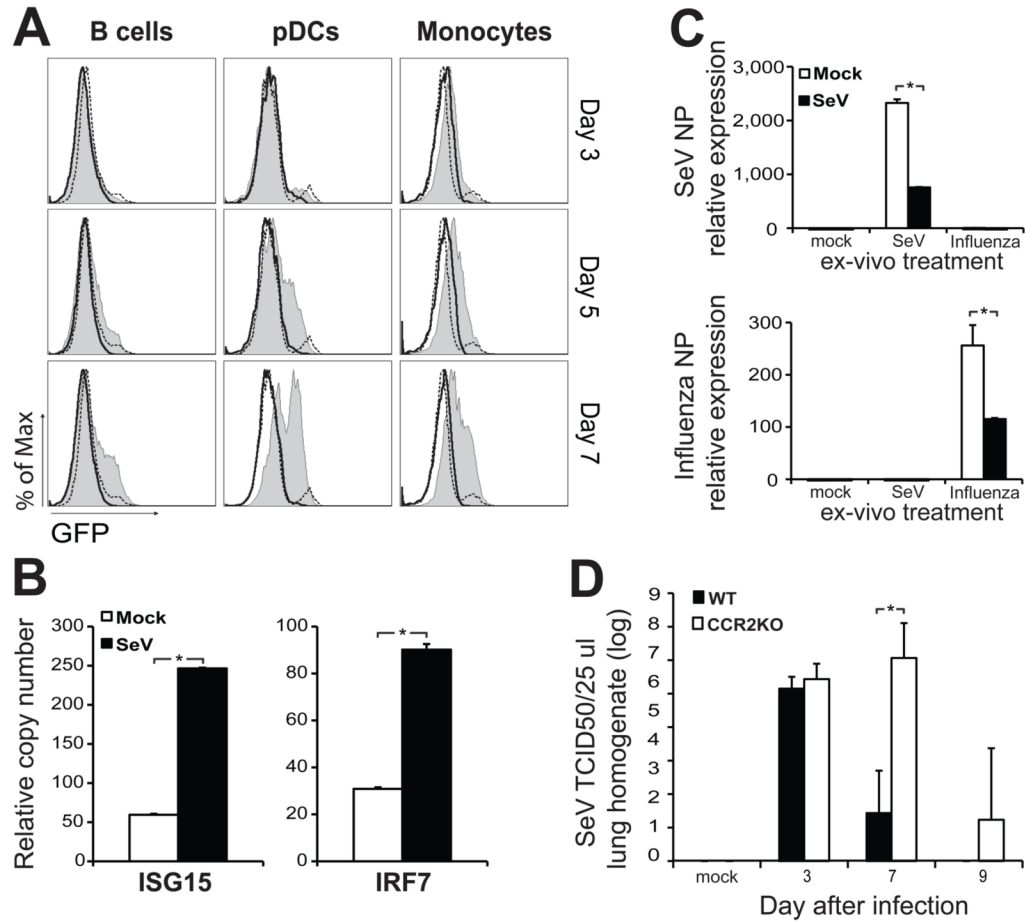 A
B cells
pDCs
Monocytes
Day 3
Day 5
Day 7
% of Max
GFP
B
Relative copy number
Mock
SeV
300
250
200
150
100
50
0
*
ISG15
100
80
60
40
20
0
*
IRF7
C
SeV NP
relative expression
3,000
2,000
1,000
0
Mock
SeV
*
mock
SeV
Influenza
ex-vivo treatment
Influenza NP
relative expression
300
200
100
0
*
mock
SeV
Influenza
ex-vivo treatment
D
SeV TCID50/25 ul
lung homogenate (log)
9
8
7
6
5
4
3
2
1
0
WT
CCR2KO
*
mock
3
7
9
Day after infection